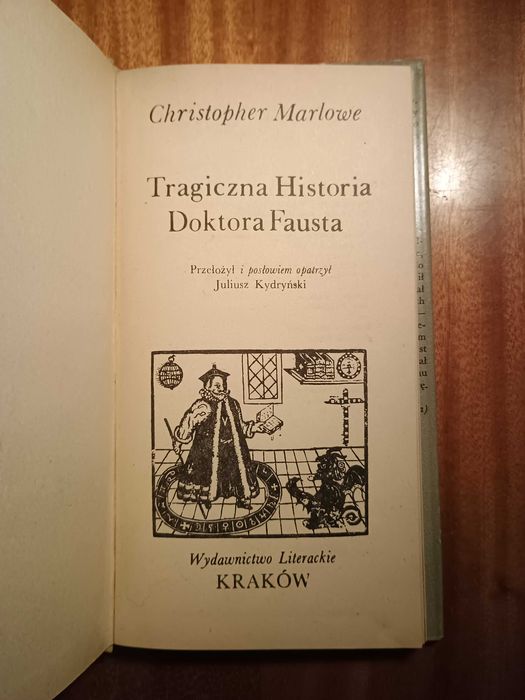 Christopher Marlowe
Tragiczna Historia
Doktora Fausta
Przełożył i posłowiem opatrzył
Juliusz Kydryński
Wydawnictwo Literackie
KRAKÓW